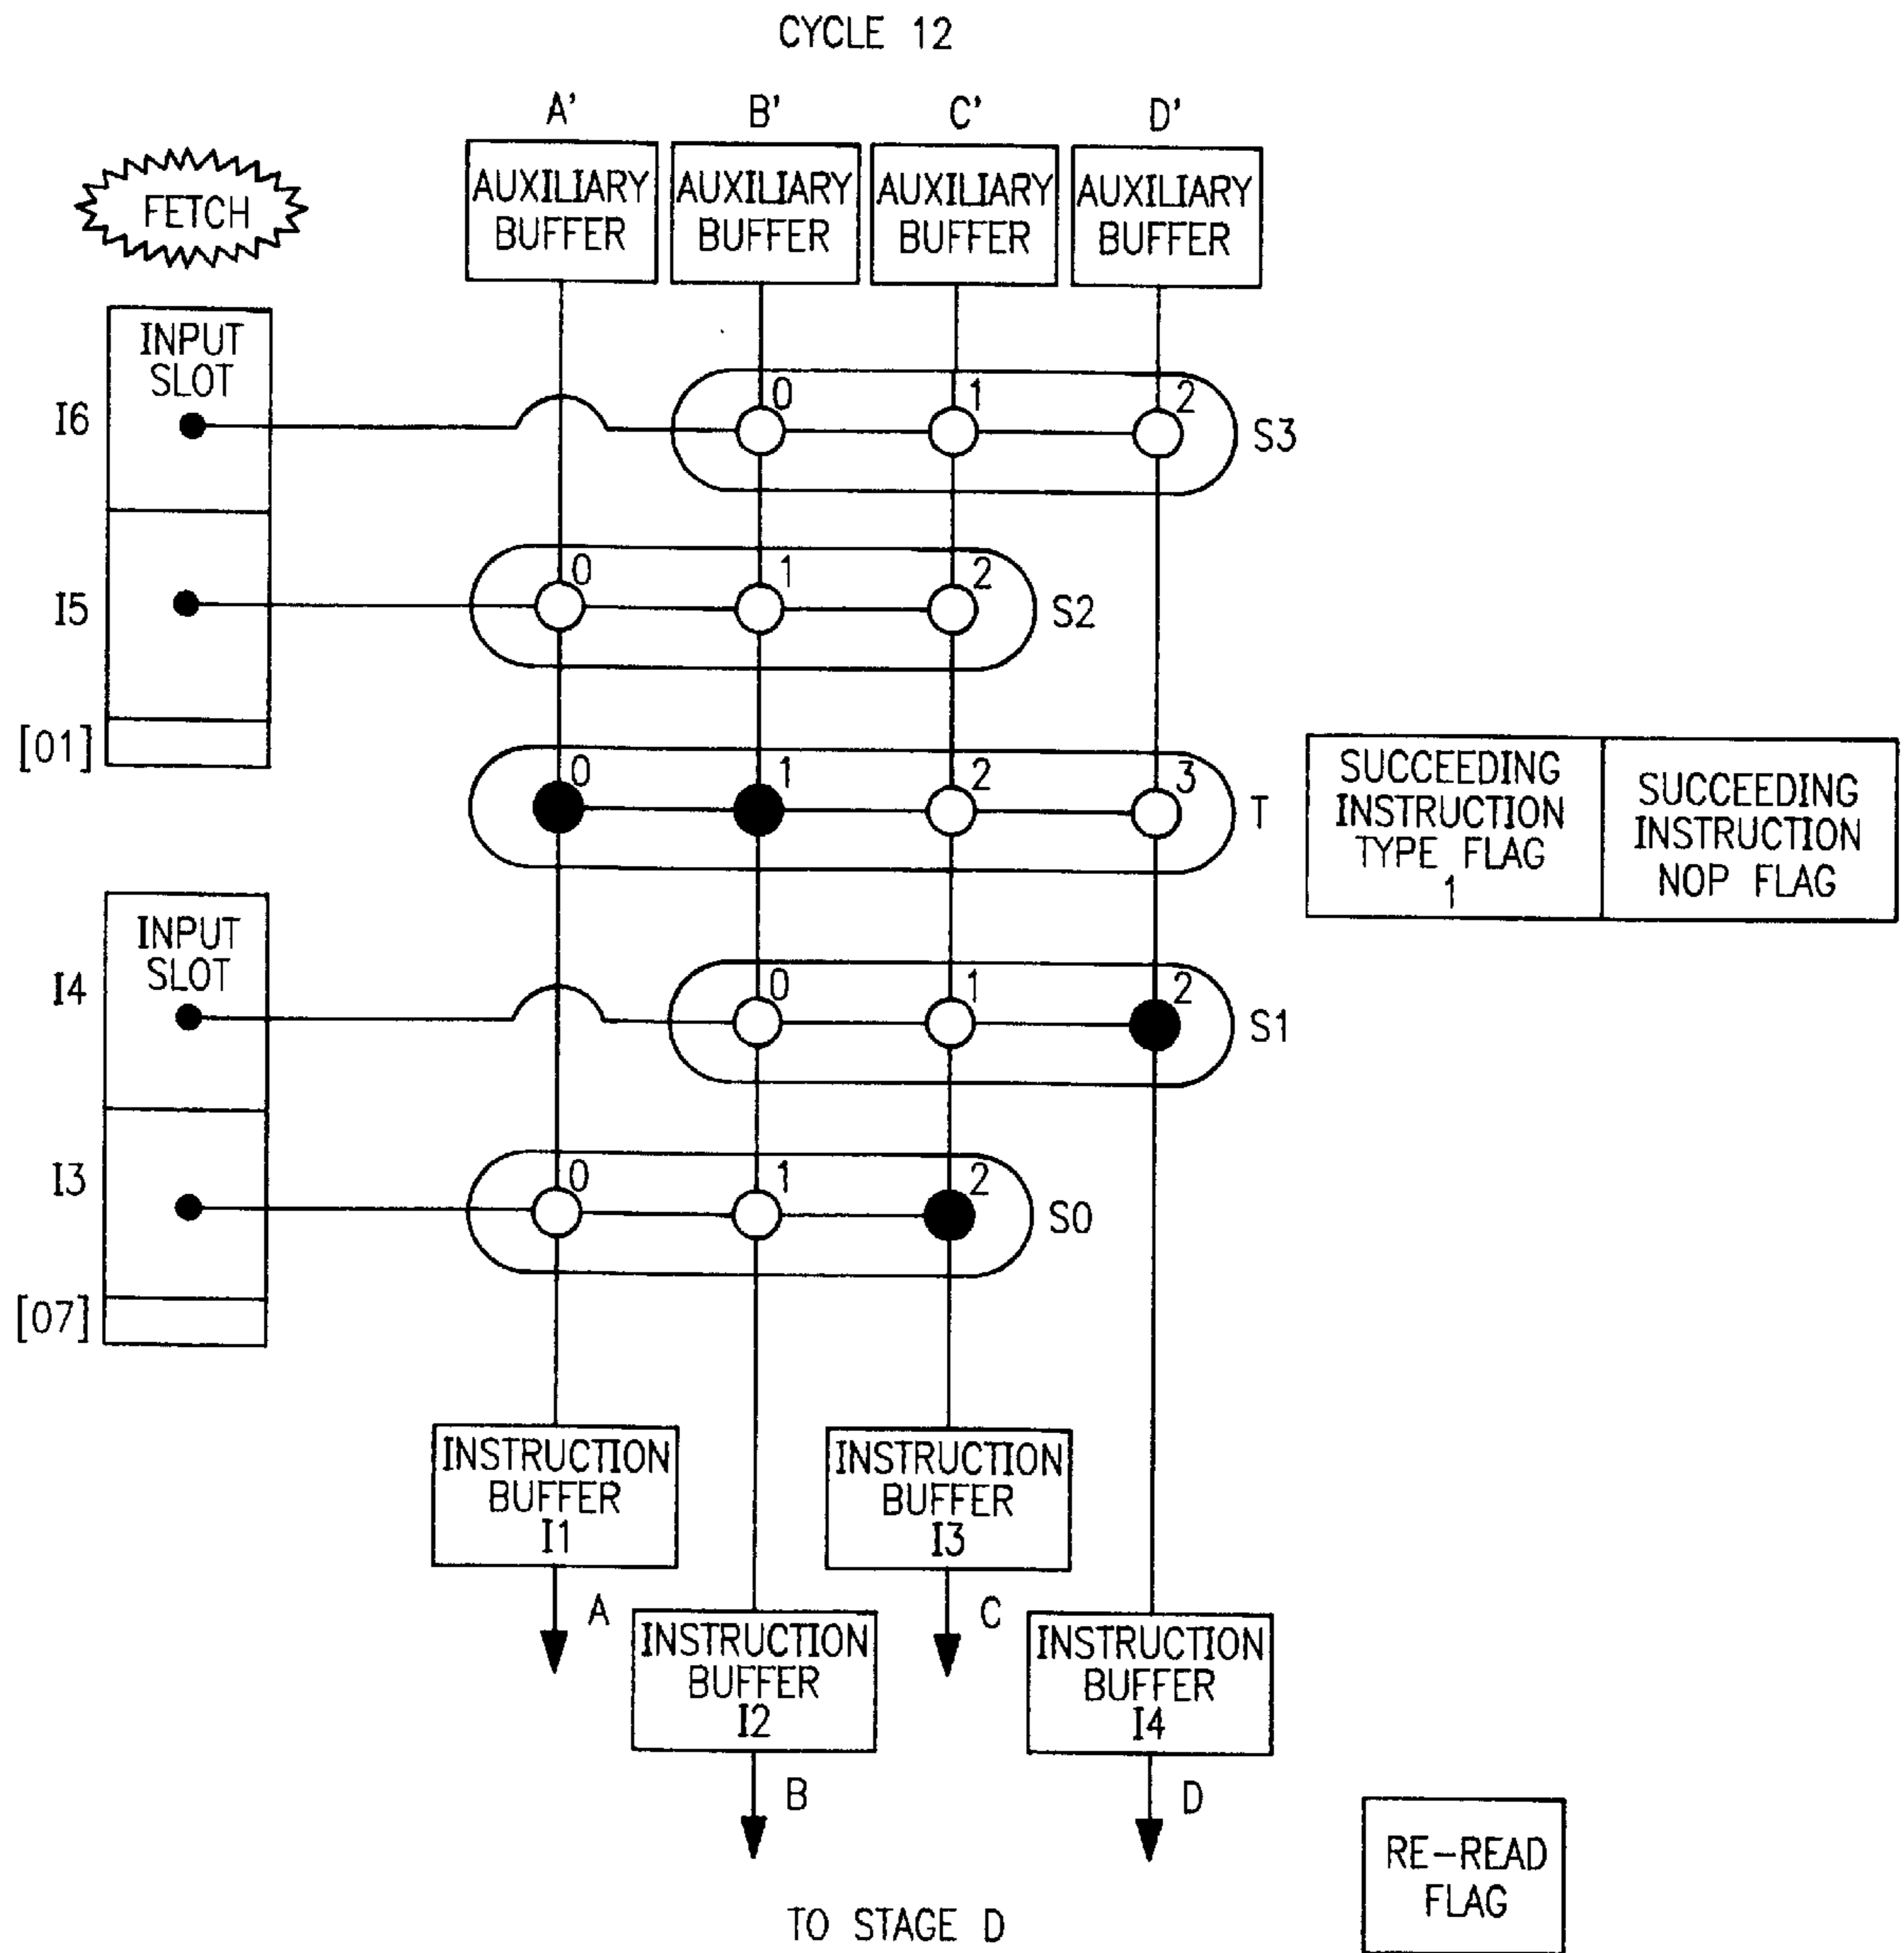 CYCLE 12
A' B' C' D'
FETCH
AUXILIARY
BUFFER
AUXILIARY
BUFFER
AUXILIARY
BUFFER
AUXILIARY
BUFFER
INPUT
SLOT
I6
0 1 2
S3
I5
0 1 2
S2
[01]
0 1 2 3
T
SUCCEEDING
INSTRUCTION
TYPE FLAG
1
SUCCEEDING
INSTRUCTION
NOP FLAG
INPUT
SLOT
I4
0 1 2
S1
I3
0 1 2
S0
[07]
INSTRUCTION
BUFFER
I1
A
INSTRUCTION
BUFFER
I3
C
INSTRUCTION
BUFFER
I2
B
INSTRUCTION
BUFFER
I4
D
RE-READ
FLAG
TO STAGE D